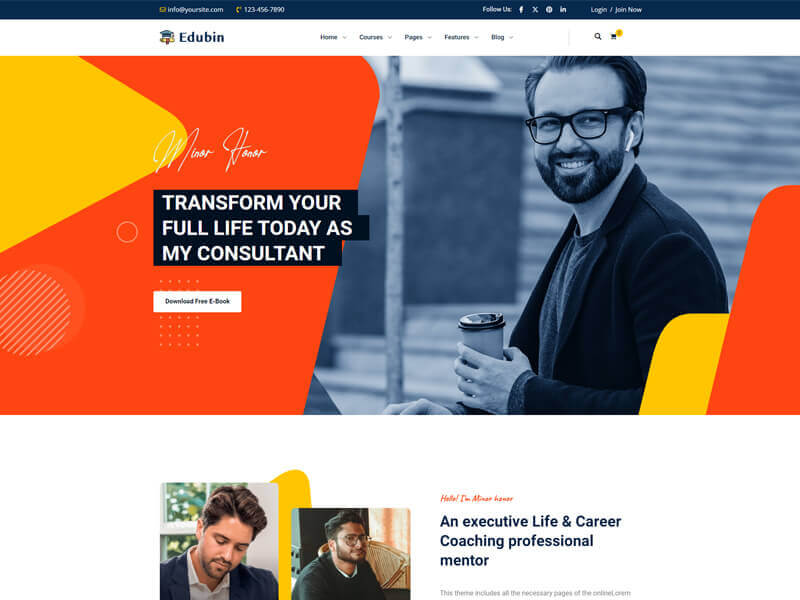 info@yoursite.com 123-456-7890 Follow Us: Login / Join Now
Edubin Home Courses Pages Features Blog 0
Minor Honor
TRANSFORM YOUR
FULL LIFE TODAY AS
MY CONSULTANT
Download Free E-Book
Hello! I'm Minor honor
An executive Life & Career
Coaching professional
mentor
This theme includes all the necessary pages of the onlineLorem